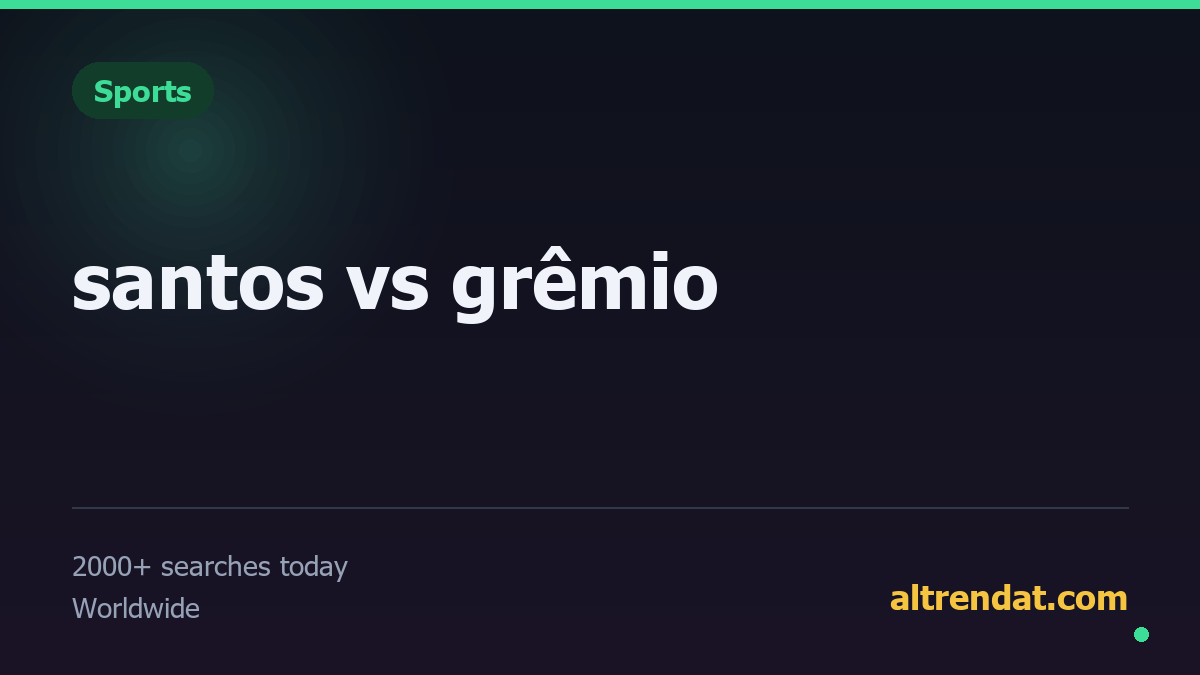 Sports
santos vs grêmio
2000+ searches today
Worldwide
altrendat.com